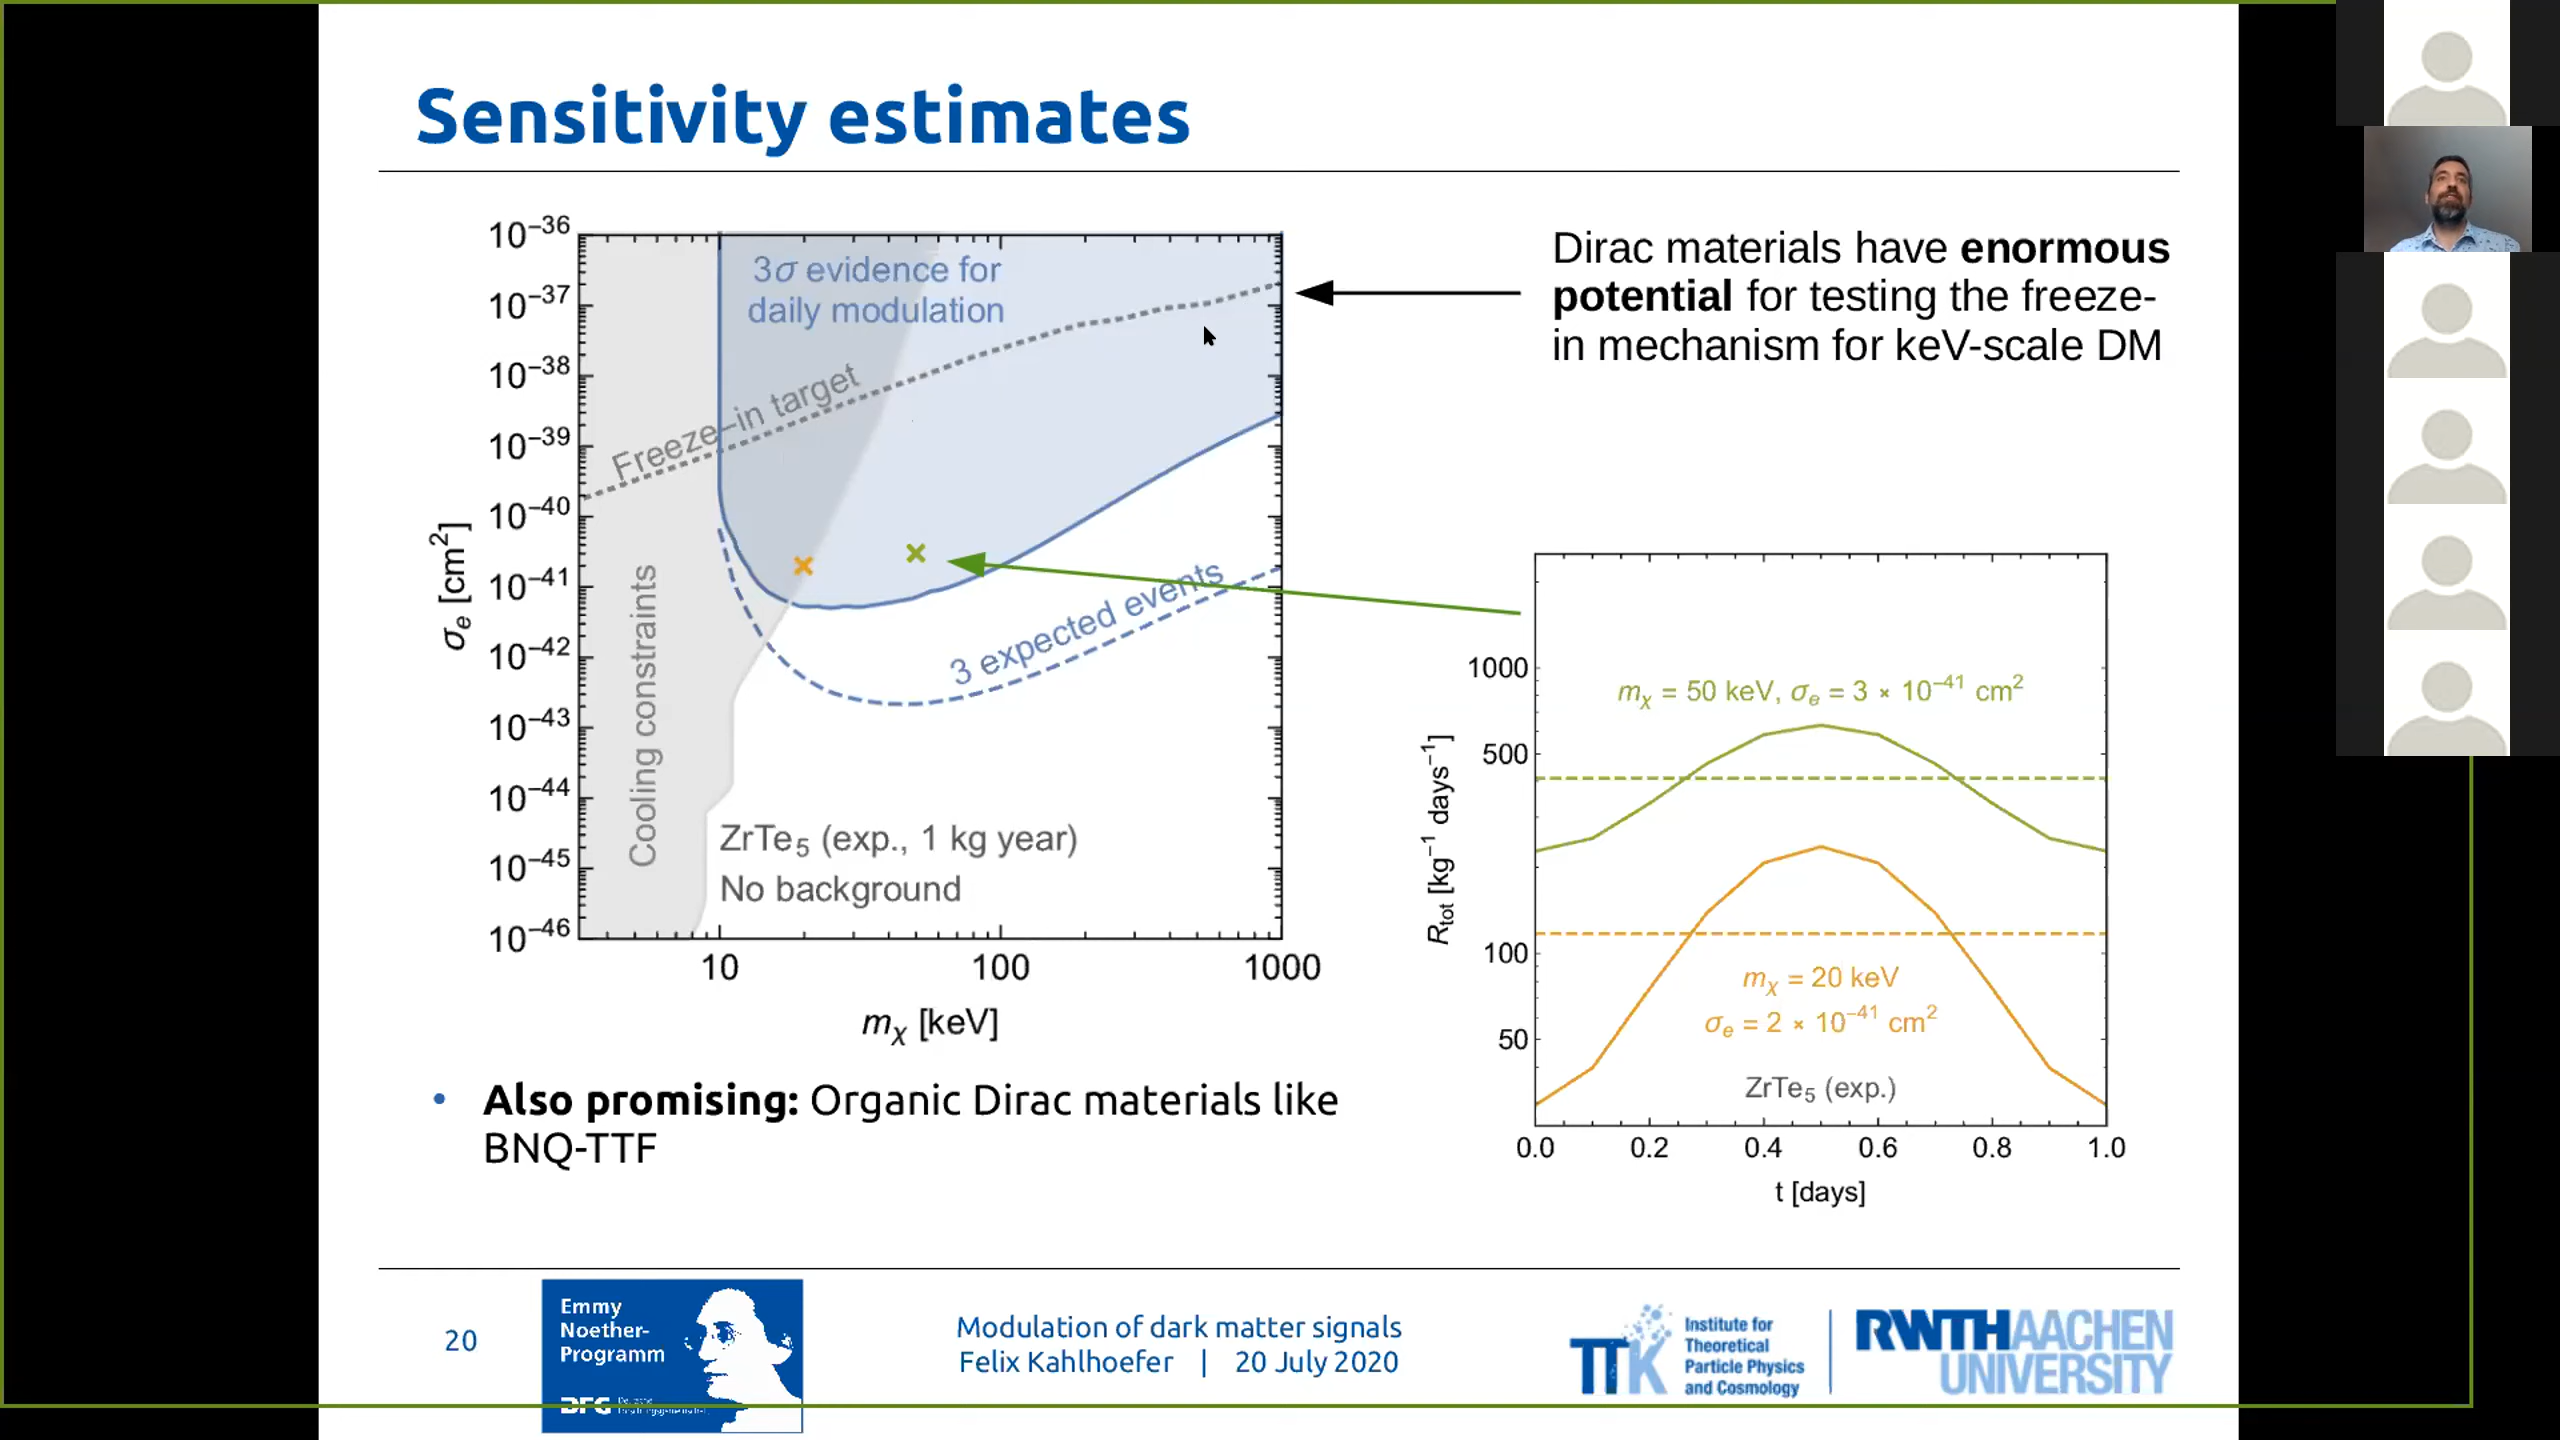 Sensitivity estimates
10⁻³⁶
10⁻³⁷
10⁻³⁸
10⁻³⁹
10⁻⁴⁰
10⁻⁴¹
10⁻⁴²
10⁻⁴³
10⁻⁴⁴
10⁻⁴⁵
10⁻⁴⁶
σₑ [cm²]
3σ evidence for
daily modulation
Freeze–in target
Cooling constraints
3 expected events
ZrTe₅ (exp., 1 kg year)
No background
10 100 1000
mχ [keV]
Dirac materials have enormous
potential for testing the freeze-
in mechanism for keV-scale DM
1000
500
100
50
Rtot [kg⁻¹ days⁻¹]
mχ = 50 keV, σₑ = 3 × 10⁻⁴¹ cm²
mχ = 20 keV
σₑ = 2 × 10⁻⁴¹ cm²
ZrTe₅ (exp.)
0.0 0.2 0.4 0.6 0.8 1.0
t [days]
• Also promising: Organic Dirac materials like
BNQ-TTF
20
Emmy
Noether-
Programm
DFG
Modulation of dark matter signals
Felix Kahlhoefer | 20 July 2020
TTK
Institute for
Theoretical
Particle Physics
and Cosmology
RWTHAACHEN
UNIVERSITY